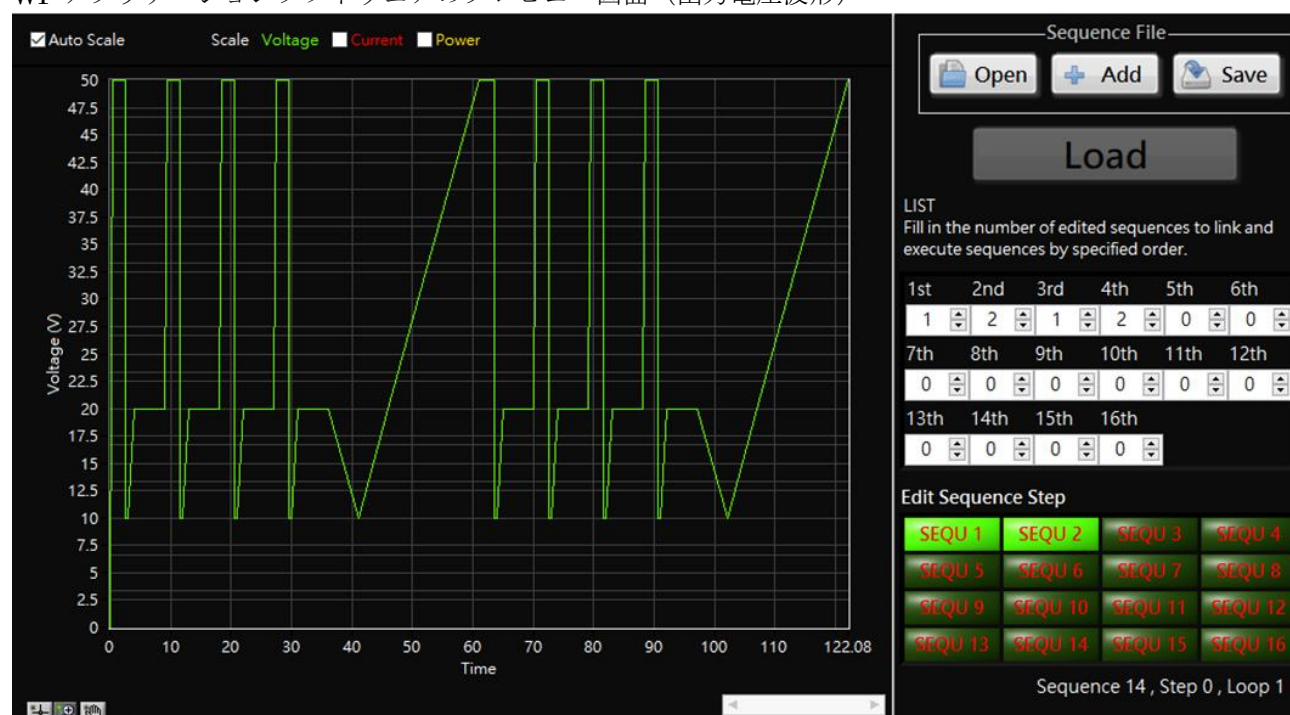 Auto Scale Scale Voltage Current Power
50
47.5
45
42.5
40
37.5
35
32.5
30
27.5
25
22.5
20
17.5
15
12.5
10
7.5
5
2.5
0
Voltage (V)
0 10 20 30 40 50 60 70 80 90 100 110 122.08
Time
Sequence File
Open Add Save
Load
LIST
Fill in the number of edited sequences to link and
execute sequences by specified order.
1st 2nd 3rd 4th 5th 6th
1 2 1 2 0 0
7th 8th 9th 10th 11th 12th
0 0 0 0 0 0
13th 14th 15th 16th
0 0 0 0
Edit Sequence Step
SEQU 1 SEQU 2 SEQU 3 SEQU 4
SEQU 5 SEQU 6 SEQU 7 SEQU 8
SEQU 9 SEQU 10 SEQU 11 SEQU 12
SEQU 13 SEQU 14 SEQU 15 SEQU 16
Sequence 14 , Step 0 , Loop 1